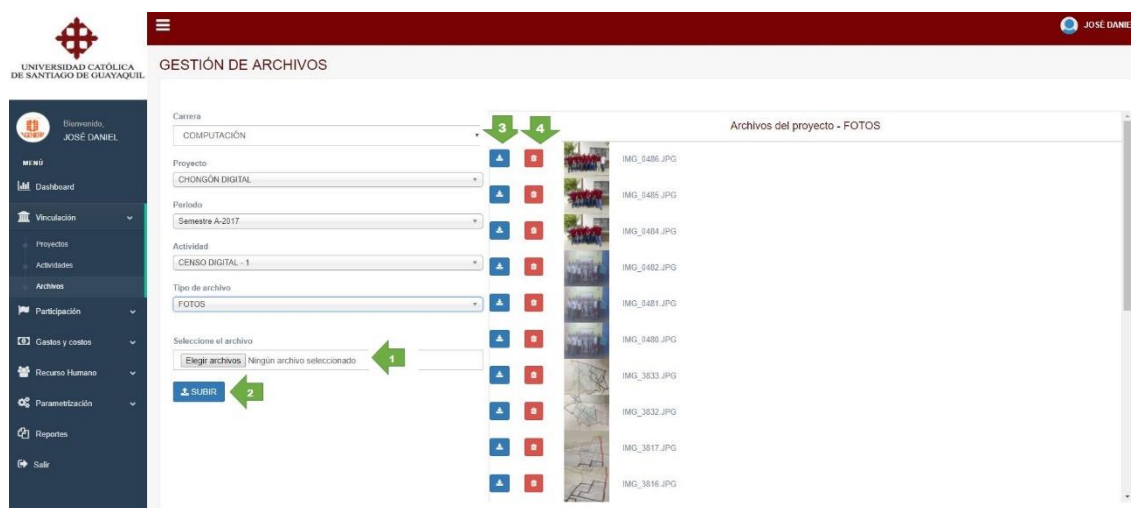 UNIVERSIDAD CATÓLICA
DE SANTIAGO DE GUAYAQUIL
JOSÉ DANIE
GESTIÓN DE ARCHIVOS
Bienvenido,
JOSÉ DANIEL
MENÚ
Dashboard
Vinculación
Proyectos
Actividades
Archivos
Participación
Gastos y costos
Recurso Humano
Parametrización
Reportes
Salir
Carrera
COMPUTACIÓN
Proyecto
CHONGÓN DIGITAL
Periodo
Semestre A-2017
Actividad
CENSO DIGITAL - 1
Tipo de archivo
FOTOS
Seleccione el archivo
Elegir archivos Ningún archivo seleccionado
1
SUBIR
2
3
4
Archivos del proyecto - FOTOS
IMG_0486.JPG
IMG_0485.JPG
IMG_0484.JPG
IMG_0482.JPG
IMG_0481.JPG
IMG_0480.JPG
IMG_3833.JPG
IMG_3832.JPG
IMG_3817.JPG
IMG_3816.JPG